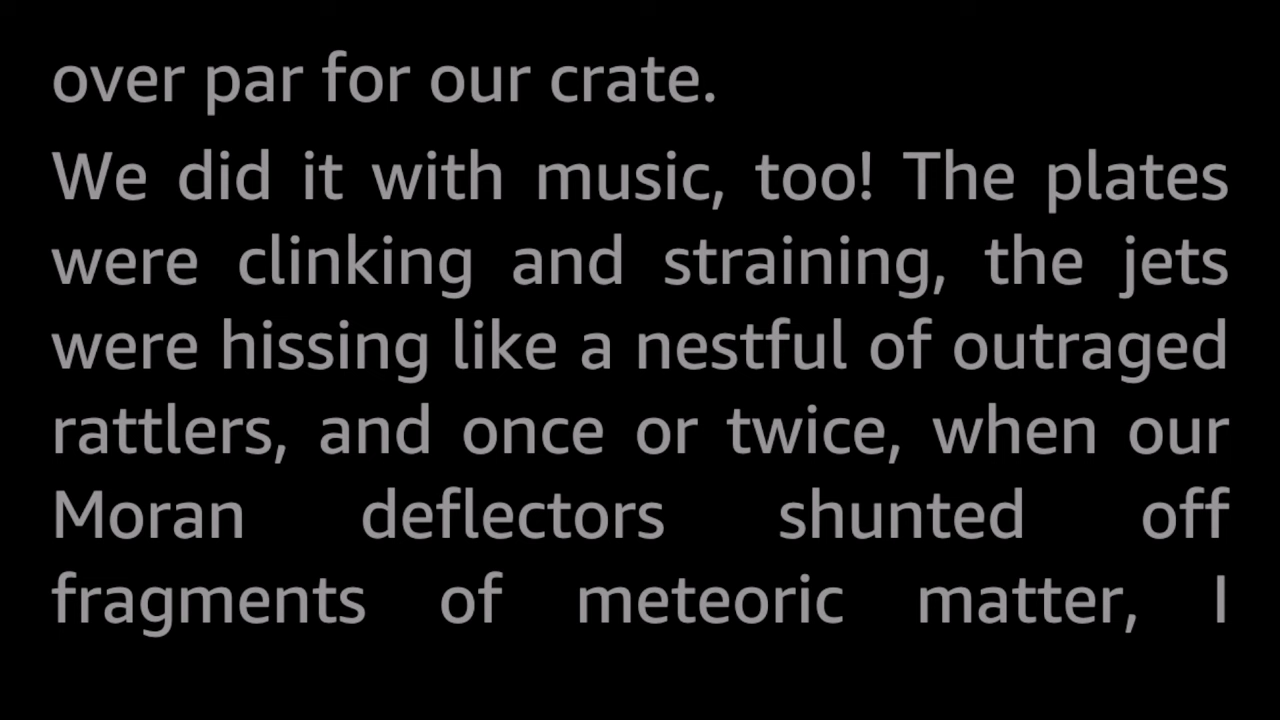 over par for our crate.
We did it with music, too! The plates
were clinking and straining, the jets
were hissing like a nestful of outraged
rattlers, and once or twice, when our
Moran deflectors shunted off
fragments of meteoric matter, I